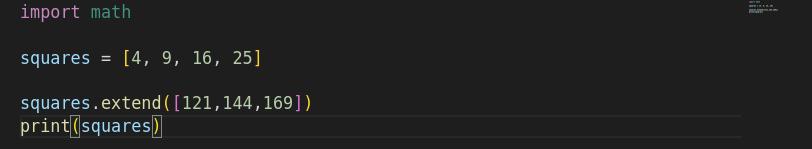 import math
squares = [4, 9, 16, 25]
squares.extend([121,144,169])
print(squares)